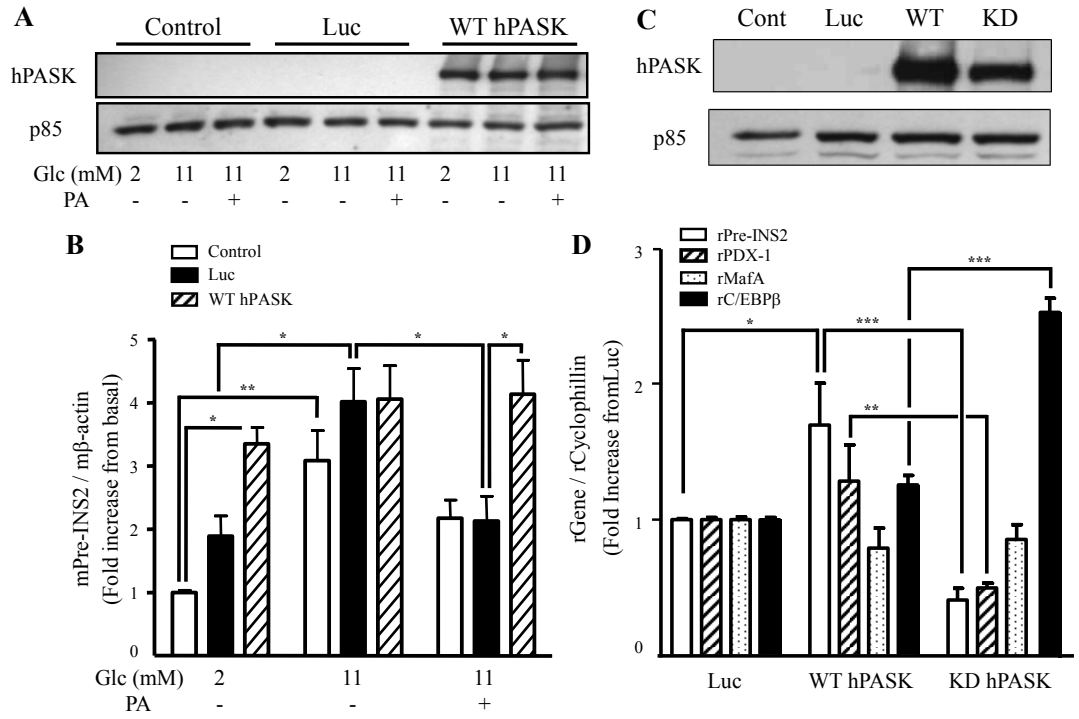 A
Control Luc WT hPASK
hPASK
p85
Glc (mM) 2 11 11 2 11 11 2 11 11
PA - - + - - + - - +
C
Cont Luc WT KD
hPASK
p85
B
Control
Luc
WT hPASK
mPre-INS2 / mβ-actin
(Fold increase from basal)
5
4
3
2
1
0
* * *
**
*
Glc (mM) 2 11 11
PA - - +
D
rPre-INS2
rPDX-1
rMafA
rC/EBPβ
rGene / rCyclophillin
(Fold Increase fromLuc)
3
2
1
0
***
* ***
**
Luc WT hPASK KD hPASK